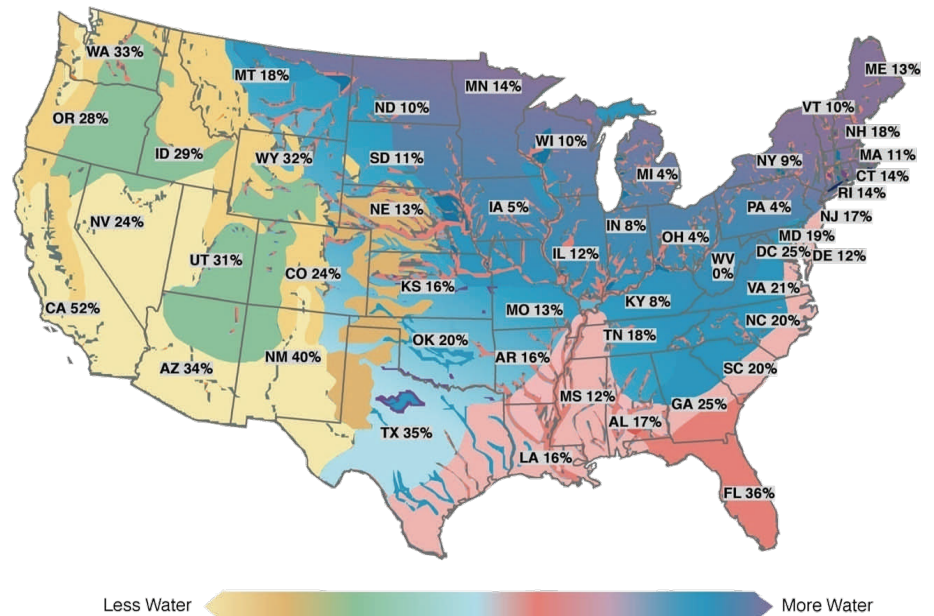 WA 33%
ME 13%
MT 18%
MN 14%
ND 10%
VT 10%
OR 28%
NH 18%
WI 10%
ID 29%
WY 32%
SD 11%
NY 9%
MA 11%
MI 4%
CT 14%
RI 14%
NE 13%
IA 5%
PA 4%
NV 24%
NJ 17%
IN 8%
OH 4%
MD 19%
UT 31%
IL 12%
WV
0%
DC 25%
DE 12%
CO 24%
KS 16%
VA 21%
CA 52%
MO 13%
KY 8%
NC 20%
OK 20%
TN 18%
NM 40%
AR 16%
AZ 34%
SC 20%
MS 12%
GA 25%
AL 17%
TX 35%
LA 16%
FL 36%
Less Water
More Water